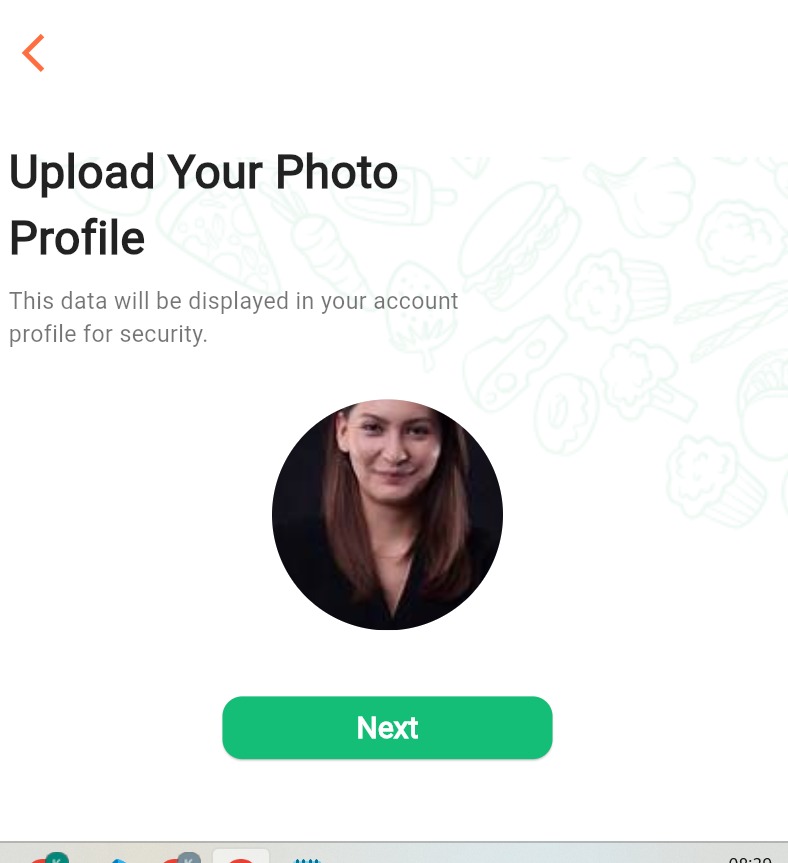 Upload Your Photo
Profile
This data will be displayed in your account
profile for security.
Next